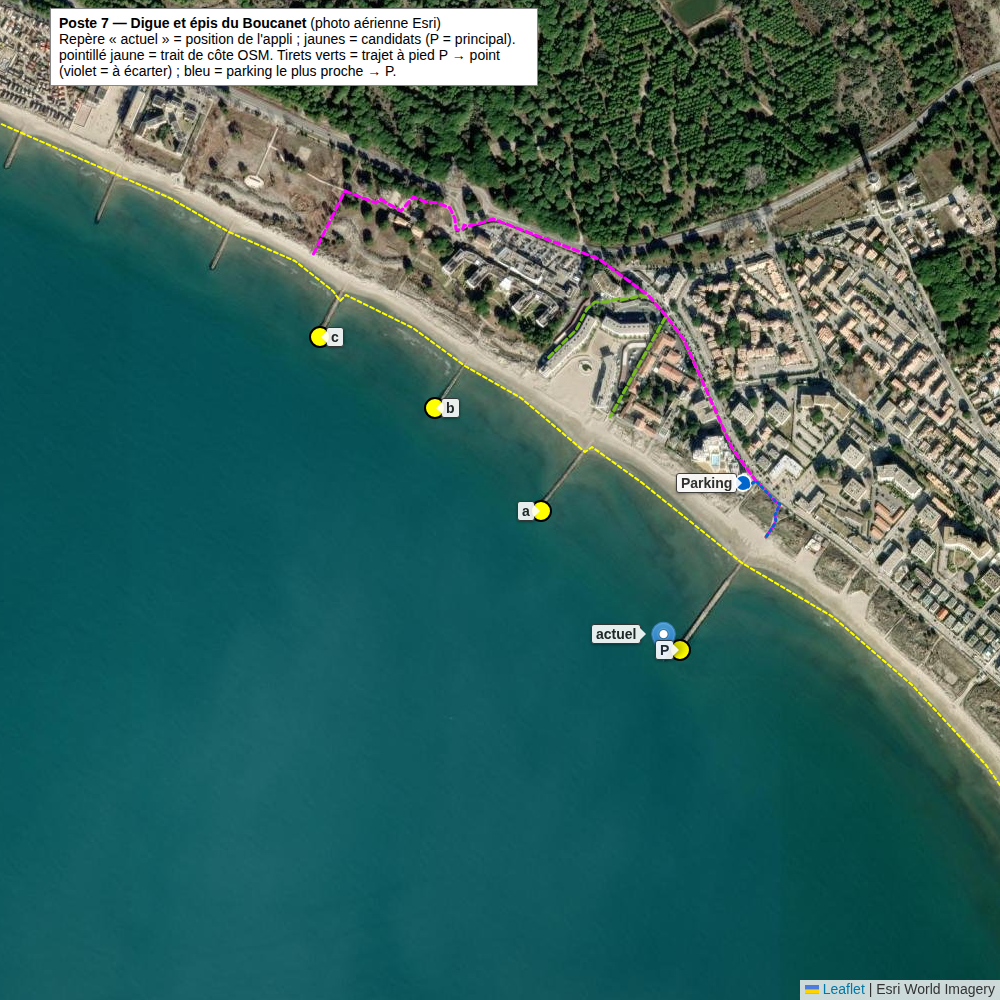 Poste 7 — Digue et épis du Boucanet (photo aérienne Esri)
Repère « actuel » = position de l'appli ; jaunes = candidats (P = principal).
pointillé jaune = trait de côte OSM. Tirets verts = trajet à pied P → point
(violet = à écarter) ; bleu = parking le plus proche → P.
c
b
Parking
a
actuel
P
Leaflet | Esri World Imagery